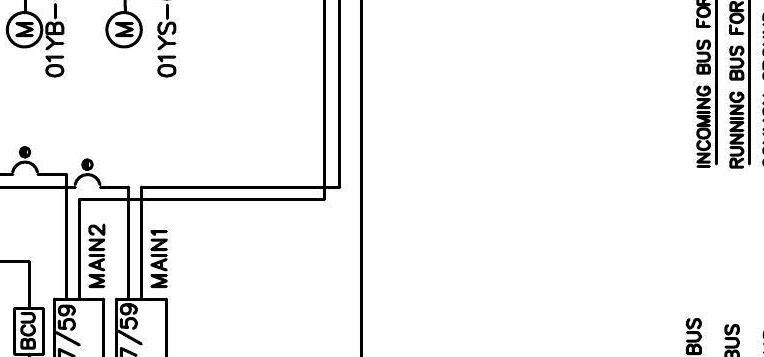 M
01YB-
M
01YS-
INCOMING BUS FOR
RUNNING BUS FOR
MAIN2
MAIN1
BCU
7/59
7/59
BUS
BUS